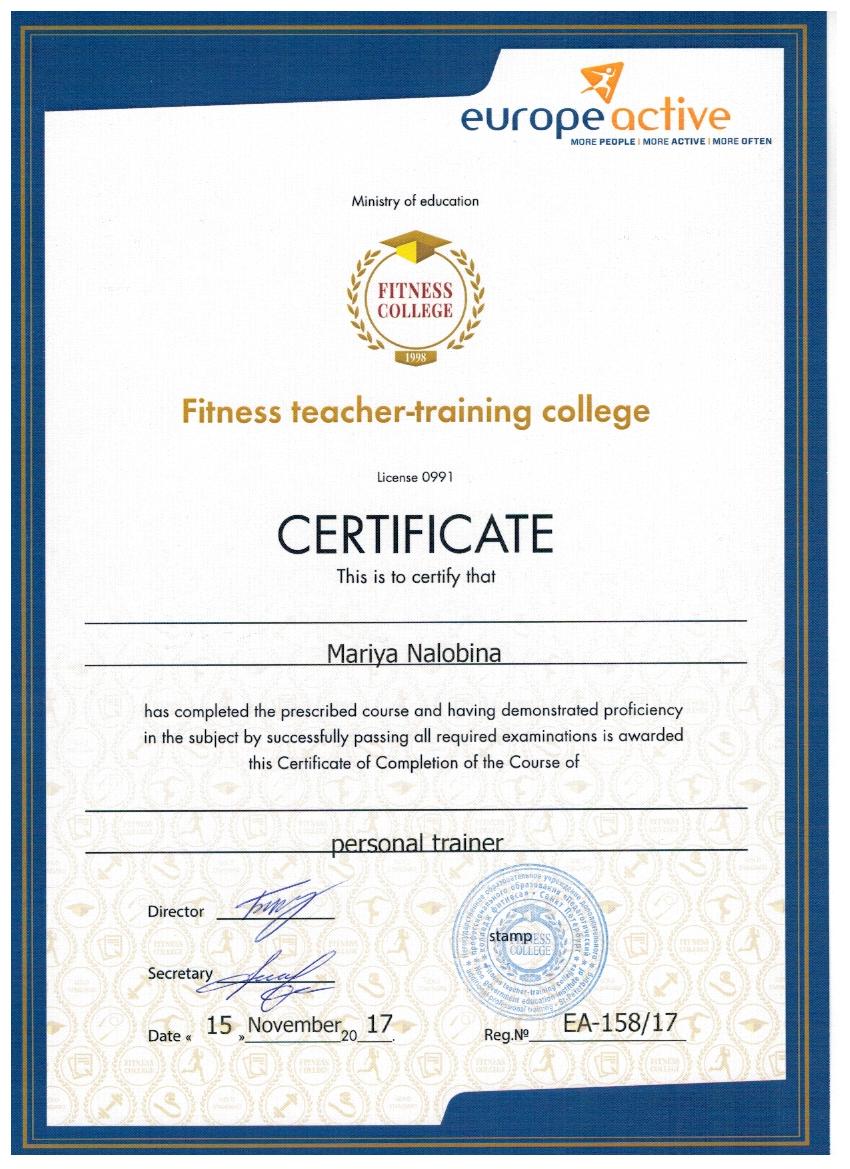 europe active
MORE PEOPLE | MORE ACTIVE | MORE OFTEN
Ministry of education
FITNESS
COLLEGE
1998
Fitness teacher-training college
License 0991
CERTIFICATE
This is to certify that
Mariya Nalobina
has completed the prescribed course and having demonstrated proficiency
in the subject by successfully passing all required examinations is awarded
this Certificate of Completion of the Course of
personal trainer
Director
stamp
COLLEGE
Secretary
Date « 15 » November 20 17.
Reg.№ EA-158/17